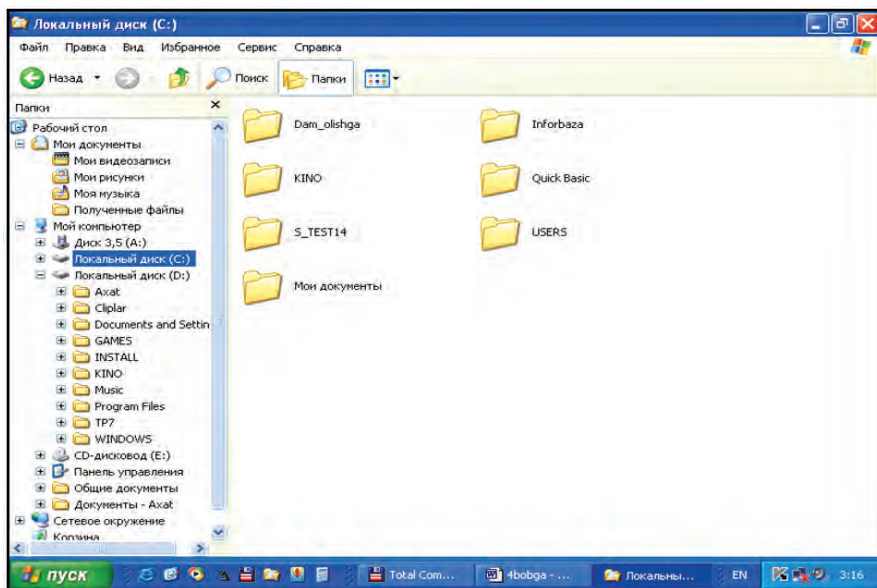 Локальный диск (C:)
Файл Правка Вид Избранное Сервис Справка
Назад Поиск Папки
Папки
Рабочий стол
Мои документы
Мои видеозаписи
Мои рисунки
Моя музыка
Полученные файлы
Мой компьютер
Диск 3,5 (A:)
Локальный диск (C:)
Локальный диск (D:)
Axat
Cliplar
Documents and Settin
GAMES
INSTALL
KINO
Music
Program Files
TP7
WINDOWS
CD-дисковод (E:)
Панель управления
Общие документы
Документы - Axat
Сетевое окружение
Корзина
Dam_olishga Inforbaza
KINO Quick Basic
S_TEST14 USERS
Мои документы
пуск Total Com... 4bobga - ... Локальны... EN 3:16